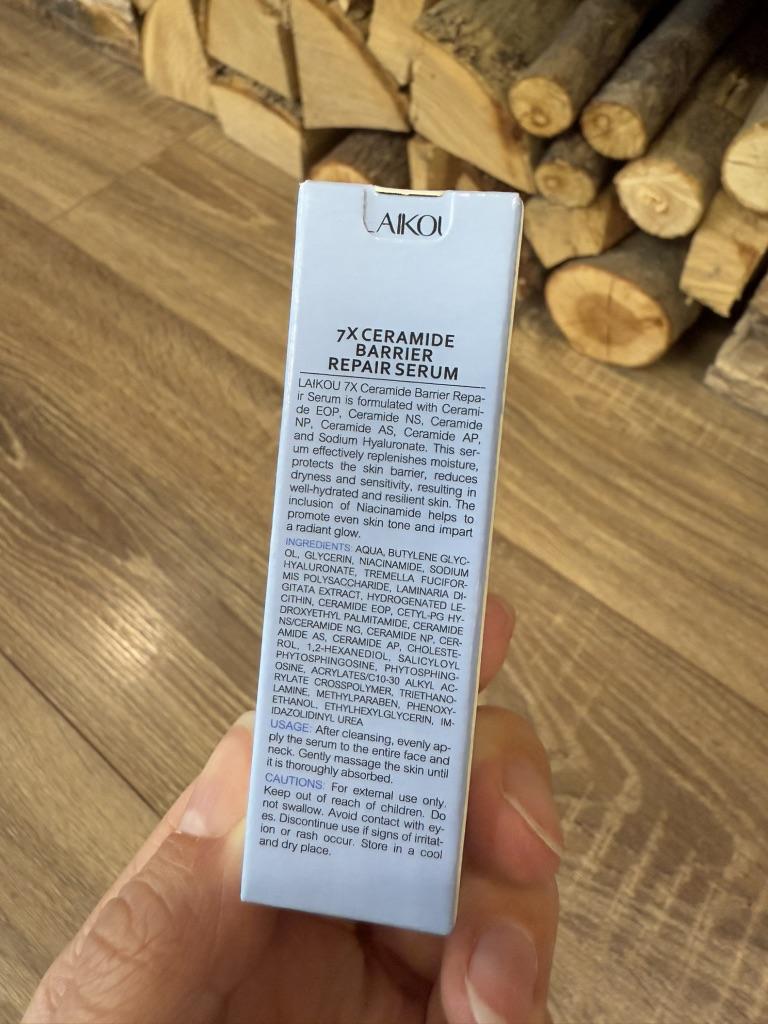 LAIKOU
7X CERAMIDE
BARRIER
REPAIR SERUM
LAIKOU 7X Ceramide Barrier Repa-
ir Serum is formulated with Cerami-
de EOP, Ceramide NS, Ceramide
NP, Ceramide AS, Ceramide AP,
and Sodium Hyaluronate. This ser-
um effectively replenishes moisture,
protects the skin barrier, reduces
dryness and sensitivity, resulting in
well-hydrated and resilient skin. The
inclusion of Niacinamide helps to
promote even skin tone and impart
a radiant glow.
INGREDIENTS: AQUA, BUTYLENE GLYC-
OL, GLYCERIN, NIACINAMIDE, SODIUM
HYALURONATE, TREMELLA FUCIFOR-
MIS POLYSACCHARIDE, LAMINARIA DI-
GITATA EXTRACT, HYDROGENATED LE-
CITHIN, CERAMIDE EOP, CETYL-PG HY-
DROXYETHYL PALMITAMIDE, CERAMIDE
NS/CERAMIDE NG, CERAMIDE NP, CER-
AMIDE AS, CERAMIDE AP, CHOLESTE-
ROL, 1,2-HEXANEDIOL, SALICYLOYL
PHYTOSPHINGOSINE, PHYTOSPHING-
OSINE, ACRYLATES/C10-30 ALKYL AC-
RYLATE CROSSPOLYMER, TRIETHANO-
LAMINE, METHYLPARABEN, PHENOXY-
ETHANOL, ETHYLHEXYLGLYCERIN, IM-
IDAZOLIDINYL UREA
USAGE: After cleansing, evenly ap-
ply the serum to the entire face and
neck. Gently massage the skin until
it is thoroughly absorbed.
CAUTIONS: For external use only.
Keep out of reach of children. Do
not swallow. Avoid contact with ey-
es. Discontinue use if signs of irritat-
ion or rash occur. Store in a cool
and dry place.